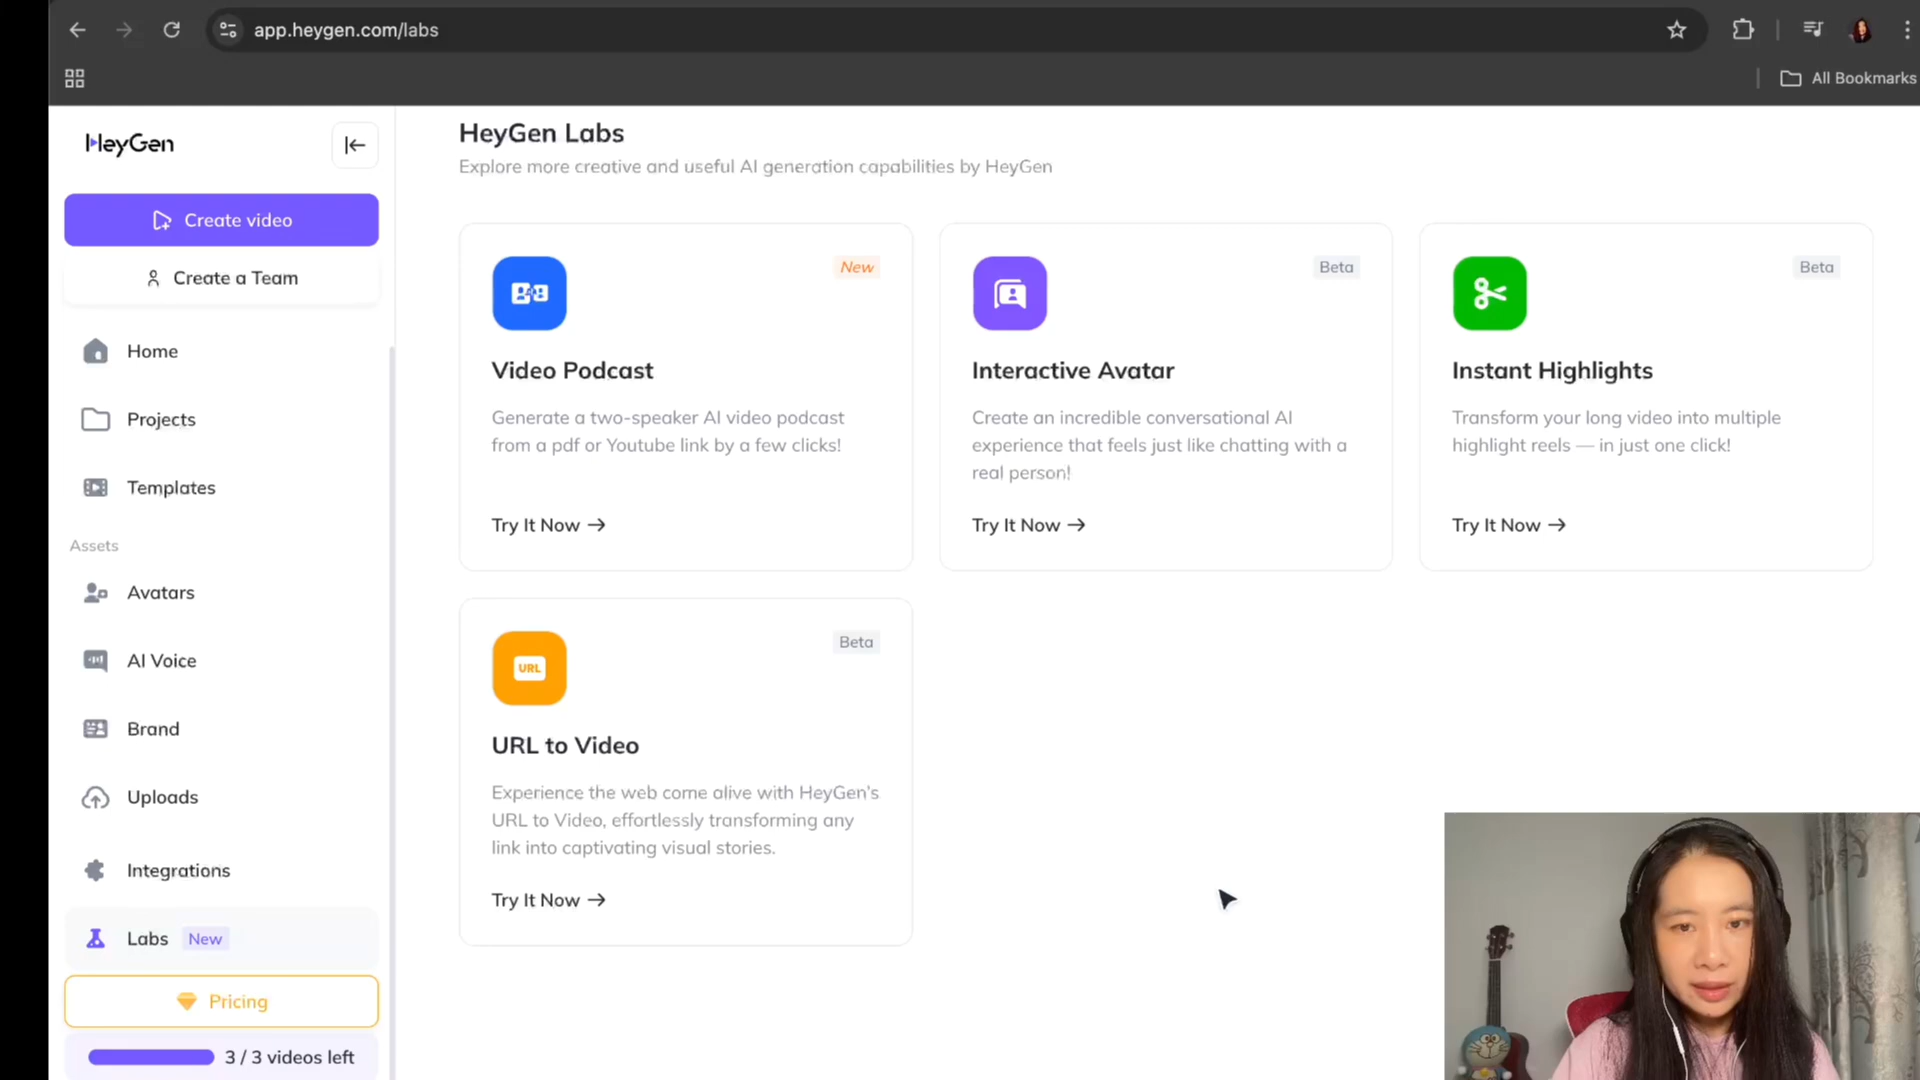 app.heygen.com/labs
All Bookmarks
HeyGen
Create video
Create a Team
Home
Projects
Templates
Assets
Avatars
AI Voice
Brand
Uploads
Integrations
Labs New
Pricing
3 / 3 videos left
HeyGen Labs
Explore more creative and useful AI generation capabilities by HeyGen
New
Video Podcast
Generate a two-speaker AI video podcast
from a pdf or Youtube link by a few clicks!
Try It Now →
Beta
Interactive Avatar
Create an incredible conversational AI
experience that feels just like chatting with a
real person!
Try It Now →
Beta
Instant Highlights
Transform your long video into multiple
highlight reels — in just one click!
Try It Now →
URL
Beta
URL to Video
Experience the web come alive with HeyGen's
URL to Video, effortlessly transforming any
link into captivating visual stories.
Try It Now →